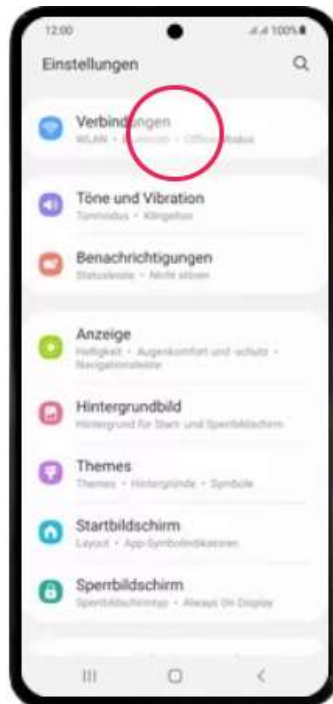 12:00
100%
Einstellungen
Verbindungen
WLAN • Bluetooth • Offline-Modus
Töne und Vibration
Tonmodus • Klingelton
Benachrichtigungen
Statusleiste • Nicht stören
Anzeige
Helligkeit • Augenkomfort und -schutz •
Navigationsleiste
Hintergrundbild
Hintergrund für Start- und Sperrbildschirm
Themes
Themes • Hintergründe • Symbole
Startbildschirm
Layout • App-Symbolindikatoren
Sperrbildschirm
Sperrbildschirmtyp • Always On Display